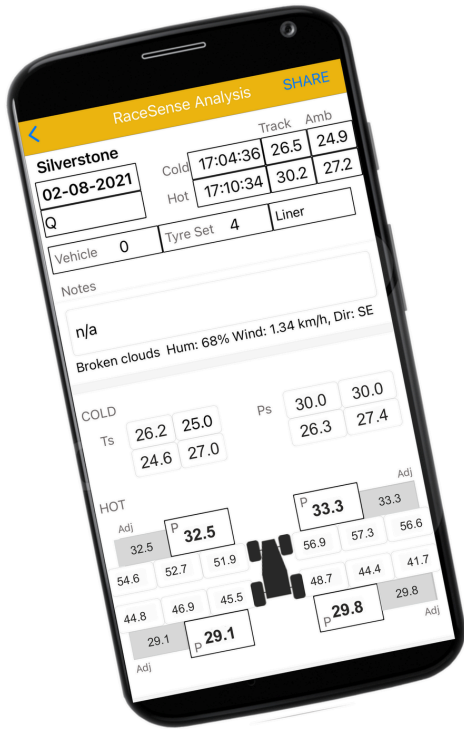 RaceSense Analysis SHARE
Silverstone Track Amb
02-08-2021 Cold 17:04:36 26.5 24.9
Q Hot 17:10:34 30.2 27.2
Vehicle 0 Tyre Set 4 Liner
Notes
n/a
Broken clouds Hum: 68% Wind: 1.34 km/h, Dir: SE
COLD
Ts 26.2 25.0 Ps 30.0 30.0
24.6 27.0 26.3 27.4
HOT
Adj Adj
32.5 P 32.5 P 33.3 33.3
54.6 52.7 51.9 56.9 57.3 56.6
44.8 46.9 45.5 48.7 44.4 41.7
29.1 P 29.1 P 29.8 29.8
Adj Adj